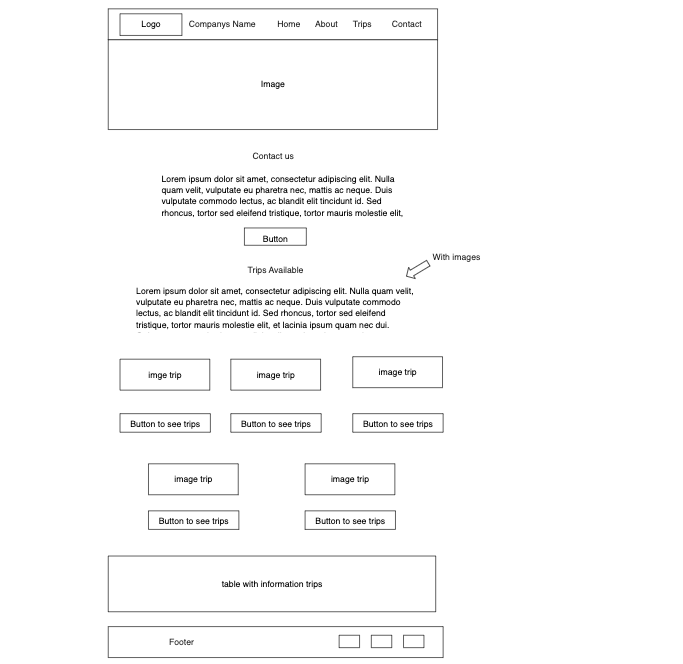 Logo
Companys Name
Home
About
Trips
Contact
Image
Contact us
Lorem ipsum dolor sit amet, consectetur adipiscing elit. Nulla
quam velit, vulputate eu pharetra nec, mattis ac neque. Duis
vulputate commodo lectus, ac blandit elit tincidunt id. Sed
rhoncus, tortor sed eleifend tristique, tortor mauris molestie elit,
Button
With images
Trips Available
Lorem ipsum dolor sit amet, consectetur adipiscing elit. Nulla quam velit,
vulputate eu pharetra nec, mattis ac neque. Duis vulputate commodo
lectus, ac blandit elit tincidunt id. Sed rhoncus, tortor sed eleifend
tristique, tortor mauris molestie elit, et lacinia ipsum quam nec dui.
imge trip
image trip
image trip
Button to see trips
Button to see trips
Button to see trips
image trip
image trip
Button to see trips
Button to see trips
table with information trips
Footer